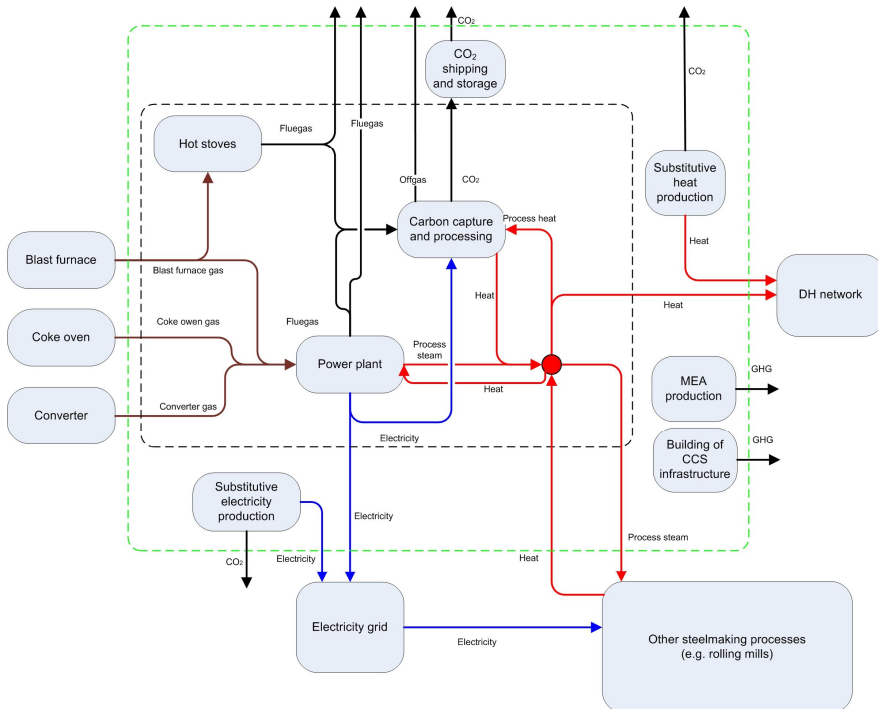 CO₂
CO₂
shipping
and storage
CO₂
Fluegas
Fluegas
Hot stoves
Offgas
CO₂
Substitutive
heat
production
Carbon capture
and processing
Process heat
Heat
Blast furnace
Blast furnace gas
DH network
Heat
Heat
Coke oven
Coke owen gas
Fluegas
Process
steam
Power plant
Heat
GHG
MEA
production
Converter
Converter gas
Electricity
GHG
Building of
CCS
infrastructure
Substitutive
electricity
production
Electricity
Process steam
CO₂
Electricity
Heat
Electricity grid
Electricity
Other steelmaking processes
(e.g. rolling mills)